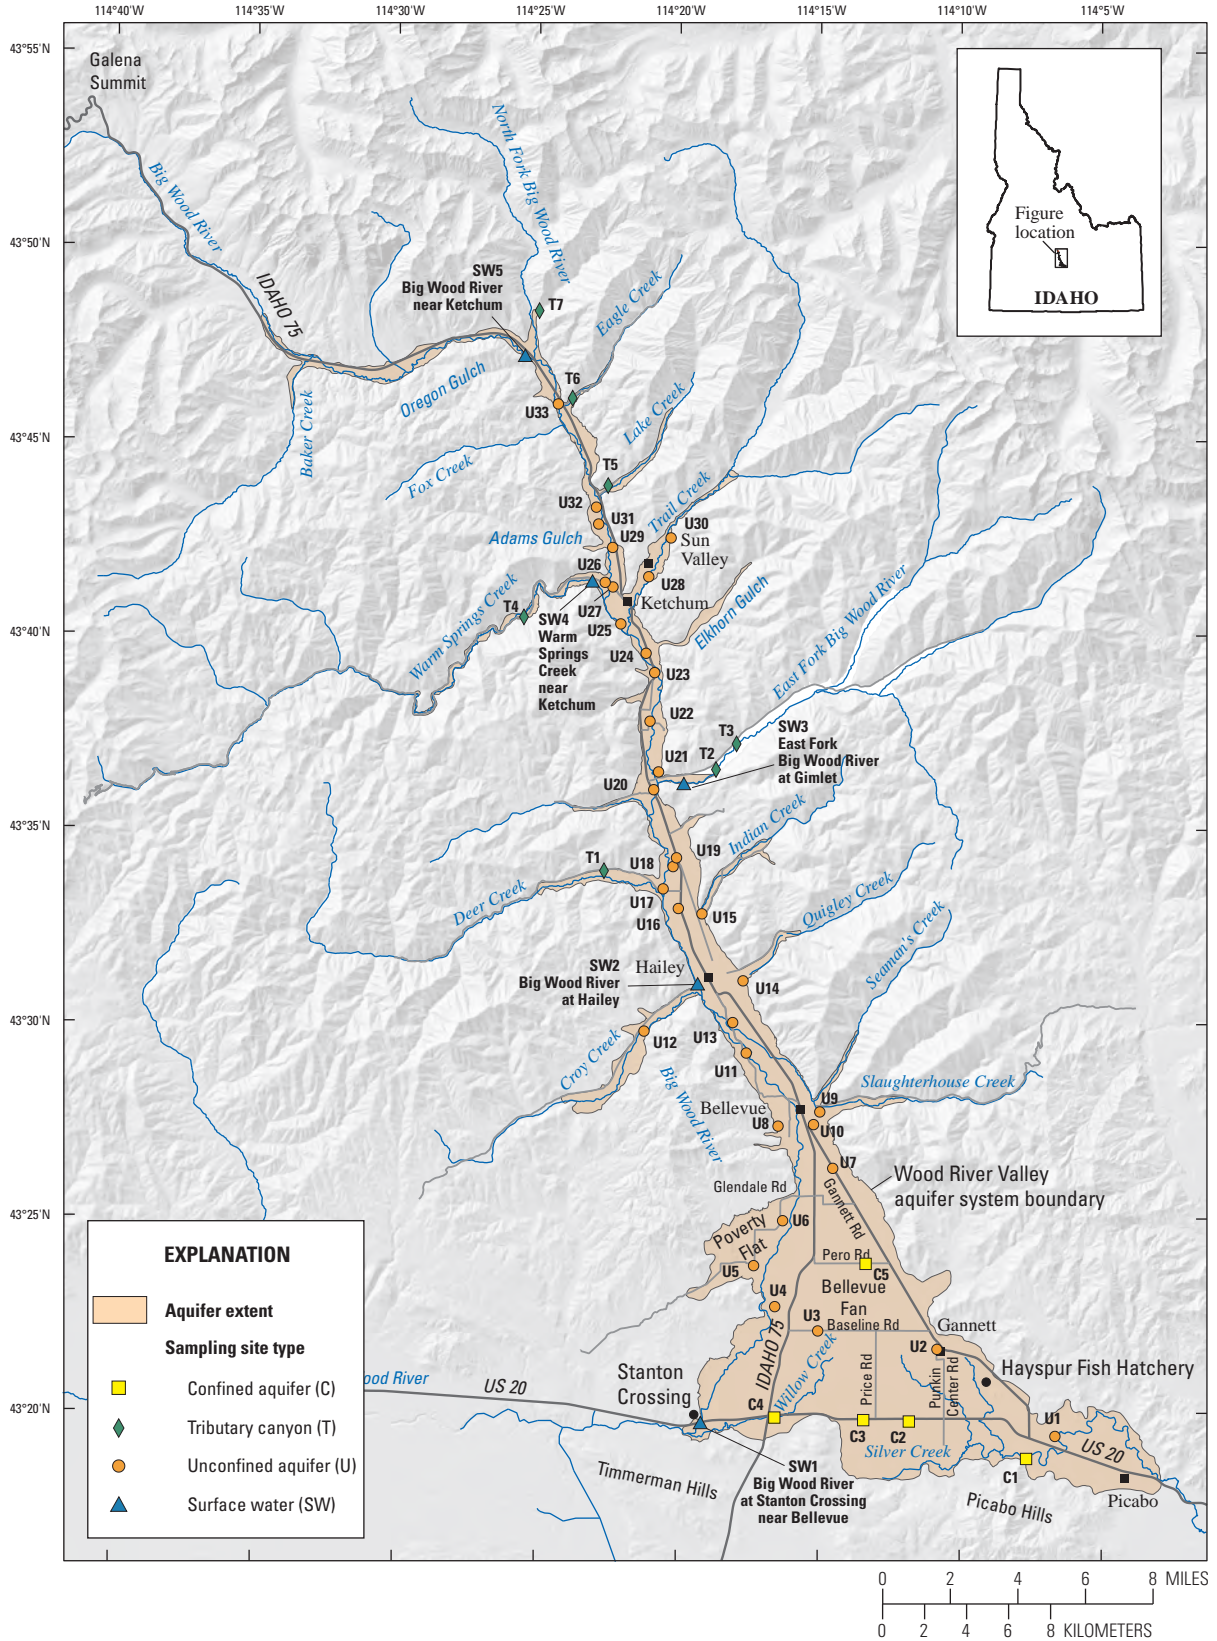 114°40'W
114°35'
114°30'
114°25'
114°20'
114°15'
114°10'
114°5'
43°55'N
43°50'N
43°45'N
43°40'N
43°35'N
43°30'N
43°25'N
43°20'N
Galena
Summit
Big Wood River
North Fork Big Wood River
IDAHO 75
SW5
Big Wood River
near Ketchum
T7
Eagle Creek
Figure
location
IDAHO
Oregon Gulch
T6
U33
Baker Creek
Lake Creek
Fox Creek
T5
U32
U31
Trail Creek
U30
Adams Gulch
U29
Sun
Valley
U26
U28
Warm Springs Creek
T4
U27
Ketchum
Elkhorn Gulch
East Fork Big Wood River
SW4
Warm
Springs
Creek
near
Ketchum
U25
U24
U23
U22
T3
SW3
East Fork
Big Wood River
at Gimlet
U21
T2
U20
Indian Creek
T1
U18
U19
Deer Creek
U17
U16
U15
Quigley Creek
Seaman's Creek
SW2
Big Wood River
at Hailey
Hailey
U14
Croy Creek
U12
U13
U11
Big Wood River
Slaughterhouse Creek
Bellevue
U9
U8
U10
U7
Wood River Valley
aquifer system boundary
Glendale Rd
Gannett Rd
Poverty
Flat
U6
U5
Pero Rd
C5
U4
Bellevue
Fan
U3
Baseline Rd
Gannett
U2
IDAHO 75
Willow Creek
Price Rd
Punkin
Center Rd
Hayspur Fish Hatchery
Stanton
Crossing
ood River
US 20
C4
C3
C2
U1
US 20
Silver Creek
C1
SW1
Big Wood River
at Stanton Crossing
near Bellevue
Timmerman Hills
Picabo Hills
Picabo
EXPLANATION
Aquifer extent
Sampling site type
Confined aquifer (C)
Tributary canyon (T)
Unconfined aquifer (U)
Surface water (SW)
0 2 4 6 8 MILES
0 2 4 6 8 KILOMETERS